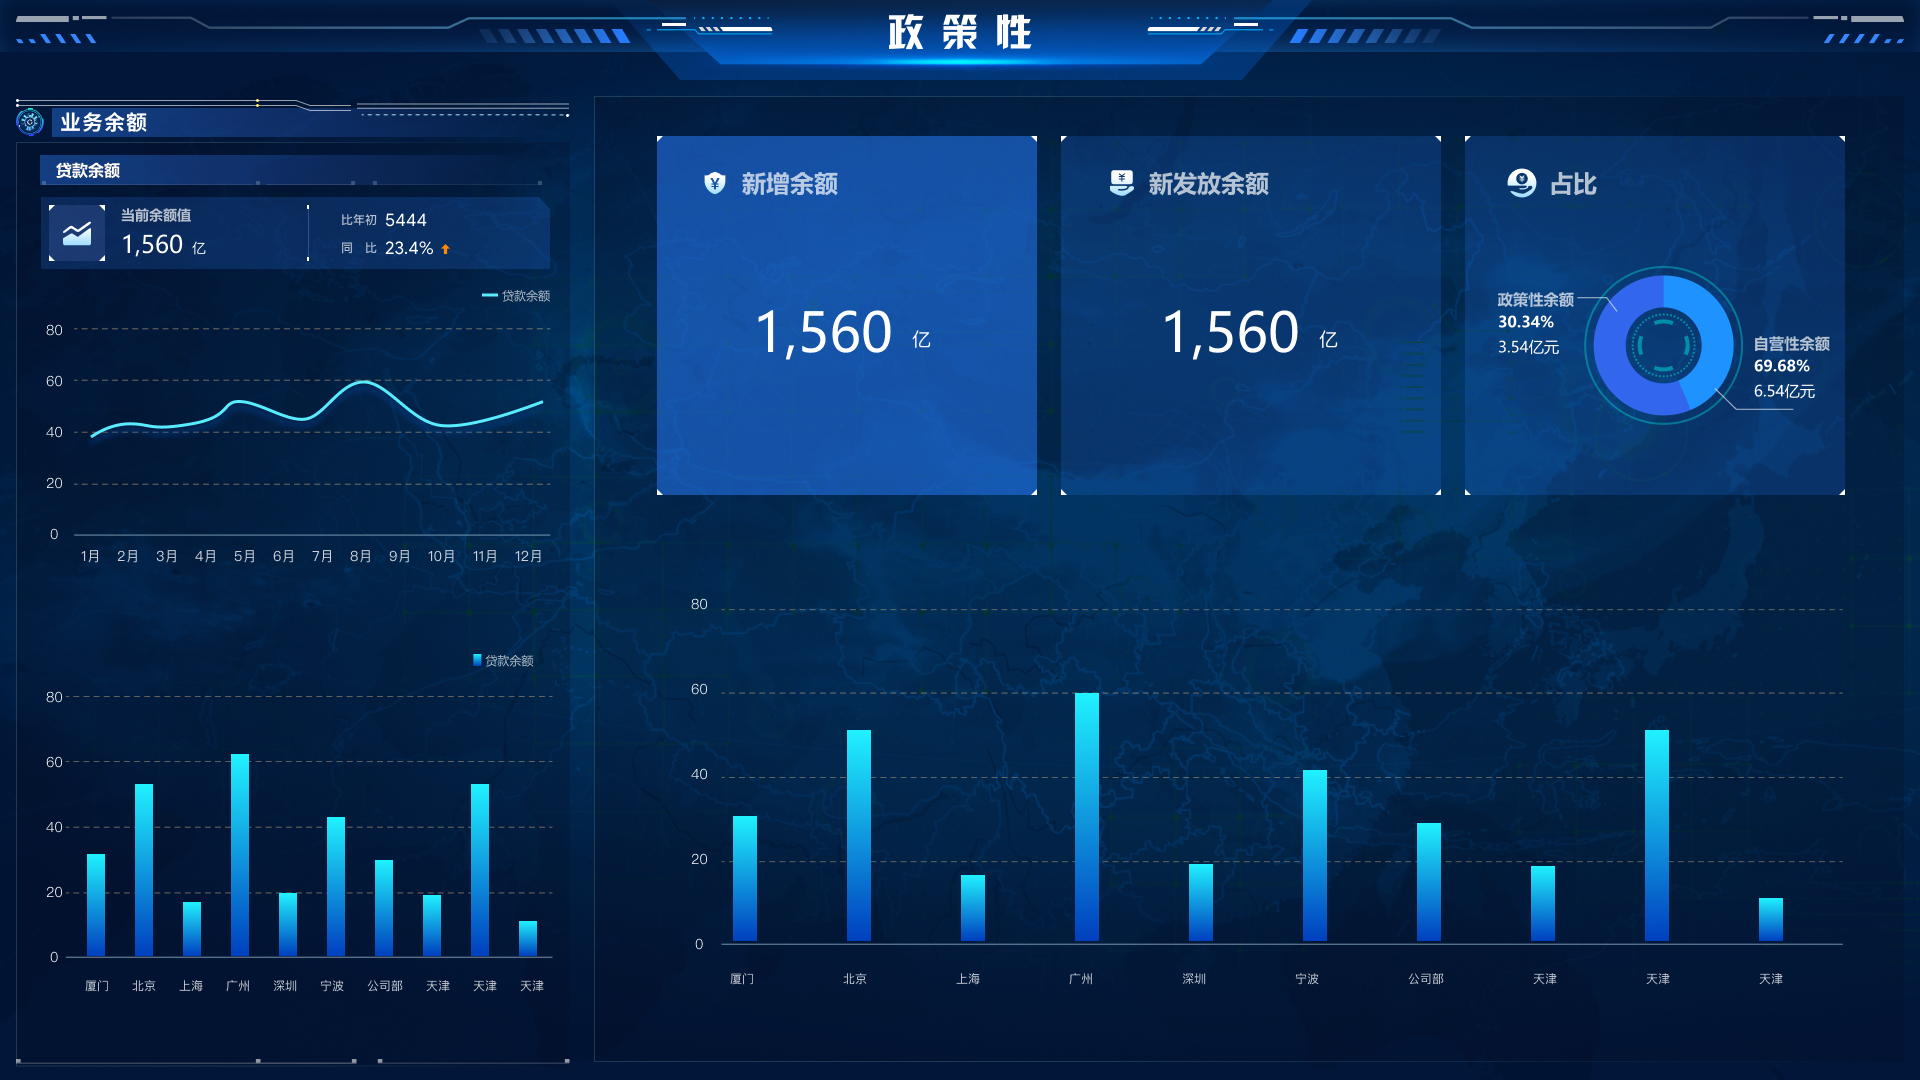 政策性
业务余额
贷款余额
当前余额值
1,560 亿
比年初 5444
同 比 23.4%
贷款余额
80
60
40
20
0
1月 2月 3月 4月 5月 6月 7月 8月 9月 10月 11月 12月
贷款余额
80
60
40
20
0
厦门 北京 上海 广州 深圳 宁波 公司部 天津 天津 天津
新增余额
1,560 亿
新发放余额
1,560 亿
占比
政策性余额
30.34%
3.54亿元
自营性余额
69.68%
6.54亿元
80
60
40
20
0
厦门 北京 上海 广州 深圳 宁波 公司部 天津 天津 天津